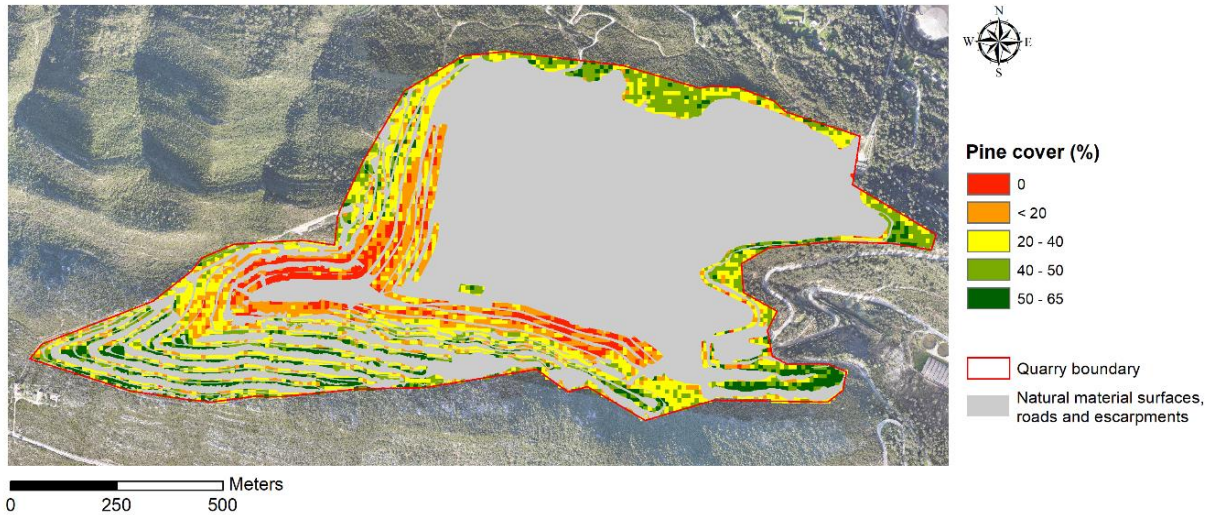 N
W E
S
Pine cover (%)
0
< 20
20 - 40
40 - 50
50 - 65
Quarry boundary
Natural material surfaces,
roads and escarpments
Meters
0 250 500